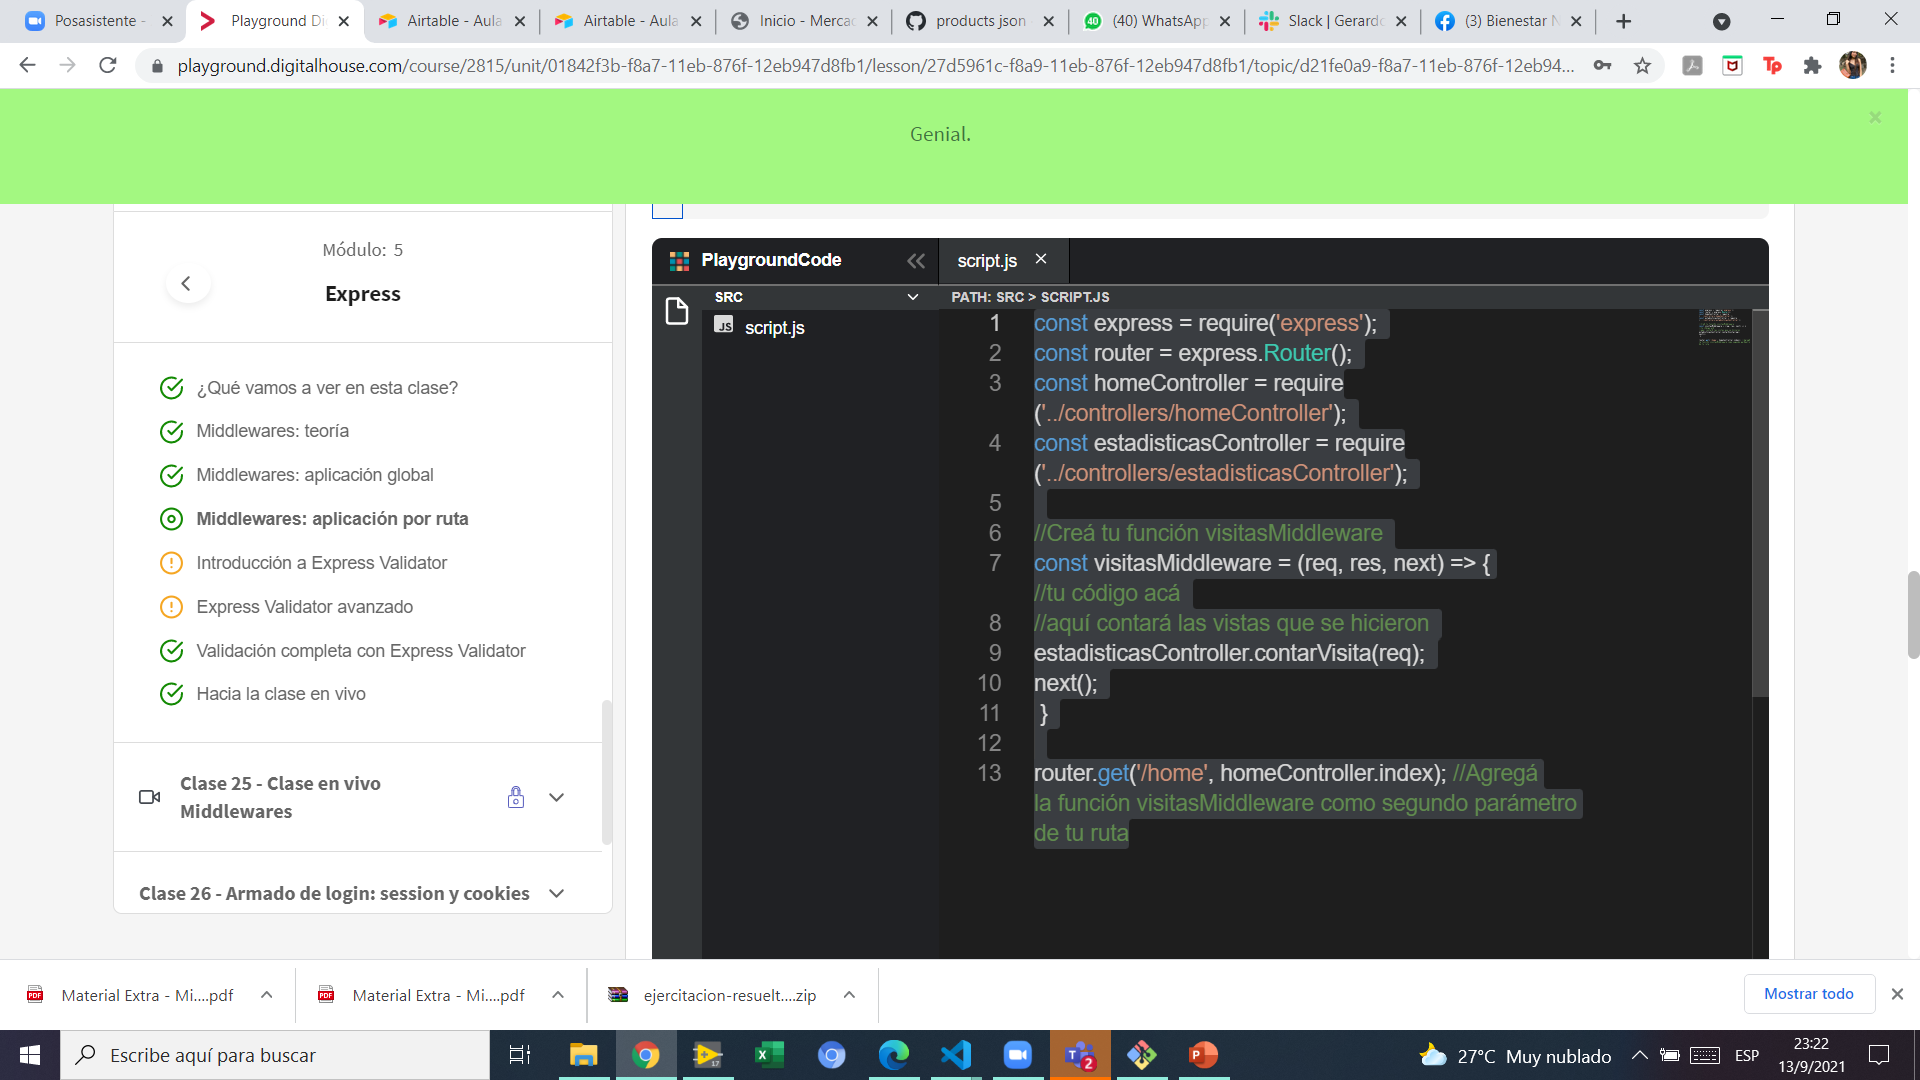 Posasistente -
Playground Di
Airtable - Aula
Airtable - Aula
Inicio - Mercad
products json
(40) WhatsApp
Slack | Gerardo
(3) Bienestar N
playground.digitalhouse.com/course/2815/unit/01842f3b-f8a7-11eb-876f-12eb947d8fb1/lesson/27d5961c-f8a9-11eb-876f-12eb947d8fb1/topic/d21fe0a9-f8a7-11eb-876f-12eb94...
Genial.
Módulo: 5
Express
¿Qué vamos a ver en esta clase?
Middlewares: teoría
Middlewares: aplicación global
Middlewares: aplicación por ruta
Introducción a Express Validator
Express Validator avanzado
Validación completa con Express Validator
Hacia la clase en vivo
Clase 25 - Clase en vivo
Middlewares
Clase 26 - Armado de login: session y cookies
PlaygroundCode
script.js
SRC
JS script.js
PATH: SRC > SCRIPT.JS
1 const express = require('express');
2 const router = express.Router();
3 const homeController = require
('../controllers/homeController');
4 const estadisticasController = require
('../controllers/estadisticasController');
5
6 //Creá tu función visitasMiddleware
7 const visitasMiddleware = (req, res, next) => {
//tu código acá
8 //aquí contará las vistas que se hicieron
9 estadisticasController.contarVisita(req);
10 next();
11 }
12
13 router.get('/home', homeController.index); //Agregá
la función visitasMiddleware como segundo parámetro
de tu ruta
Material Extra - Mi....pdf
Material Extra - Mi....pdf
ejercitacion-resuelt....zip
Mostrar todo
Escribe aquí para buscar
27°C Muy nublado
ESP
23:22
13/9/2021